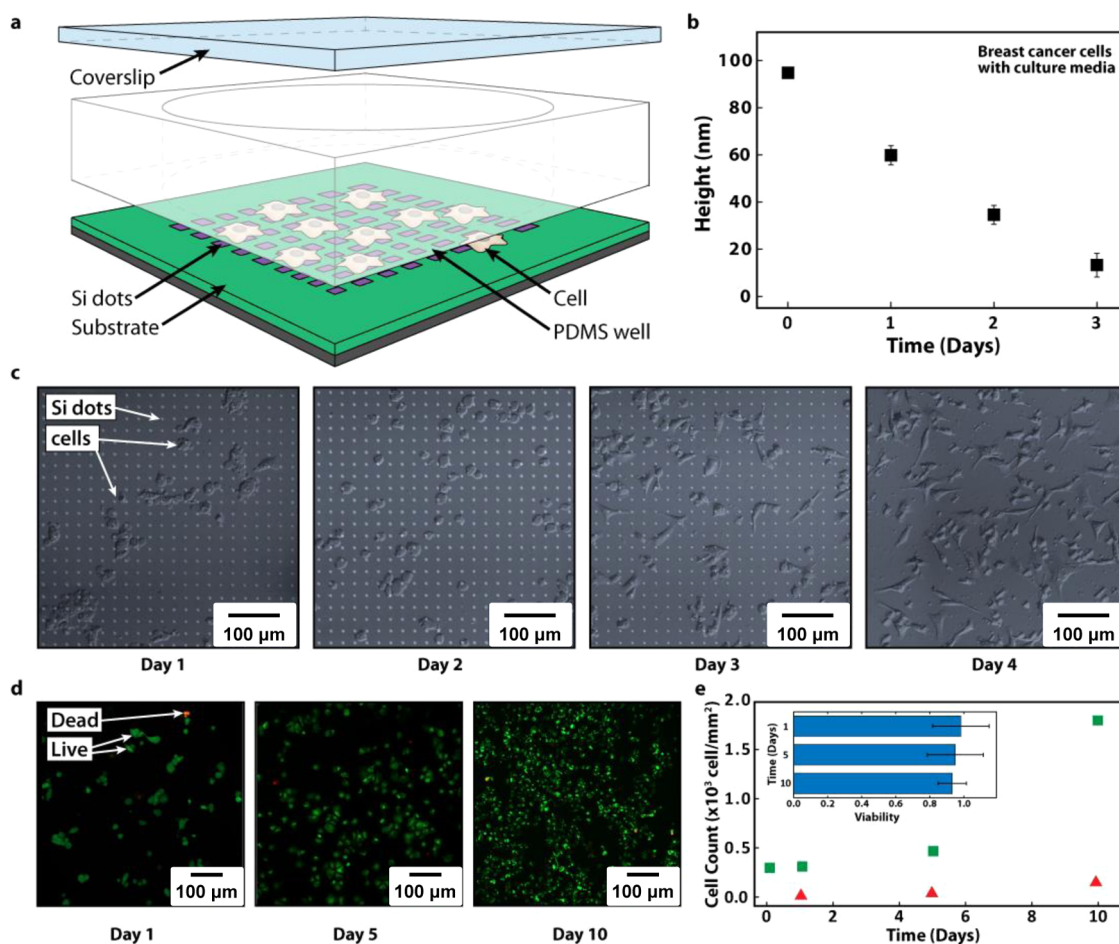 a
Coverslip
Si dots
Substrate
Cell
PDMS well
b
Breast cancer cells
with culture media
Height (nm)
100
80
60
40
20
0
0 1 2 3
Time (Days)
c
Si dots
cells
100 µm
100 µm
100 µm
100 µm
Day 1 Day 2 Day 3 Day 4
d
Dead
Live
100 µm
100 µm
100 µm
Day 1 Day 5 Day 10
e
Cell Count (x10³ cell/mm²)
2.0
1.5
1.0
0.5
0.0
Time (Days)
1
5
10
0.0 0.2 0.4 0.6 0.8 1.0
Viability
0 2 4 6 8 10
Time (Days)